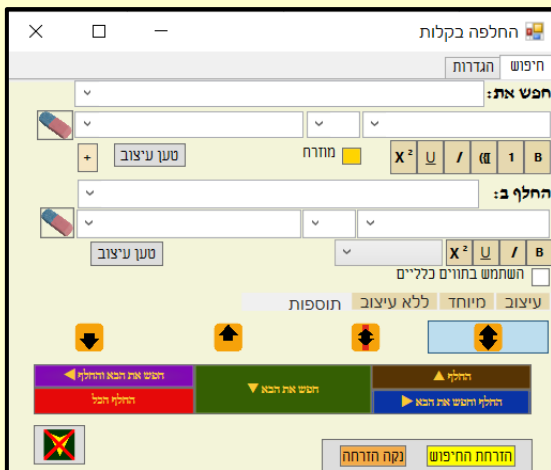 החלפה בקלות
חיפוש הגדרות
חפש את:
B 1 ([[ I U X²
מוזרח
טען עיצוב +
החלף ב:
B I U X²
טען עיצוב
השתמש בתווים כלליים
עיצוב מיוחד ללא עיצוב תוספות
החלף ▲
חפש את הבא ▼
חפש את הבא והחלף ◀
החלף וחפש את הבא ▶
החלף הכל
הזרחת החיפוש נקה הזרחה